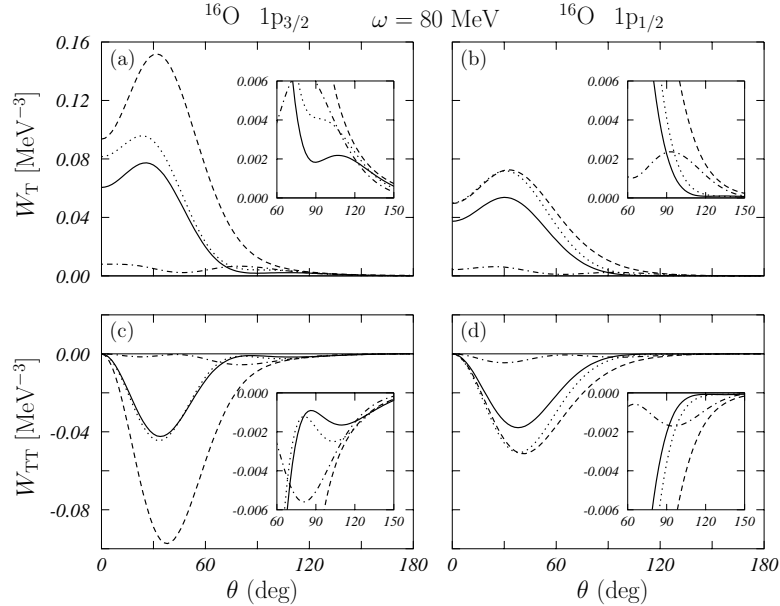 ¹⁶O 1p₃/₂ ω = 80 MeV ¹⁶O 1p₁/₂
(a) (b)
W_T [MeV⁻³]
0.16
0.12
0.08
0.04
0.00
0.006
0.004
0.002
0.000
60 90 120 150
0.006
0.004
0.002
0.000
60 90 120 150
(c) (d)
W_TT [MeV⁻³]
0.00
-0.04
-0.08
0.000
-0.002
-0.004
-0.006
60 90 120 150
0.000
-0.002
-0.004
-0.006
60 90 120 150
0 60 120 180 0 60 120 180
θ (deg) θ (deg)